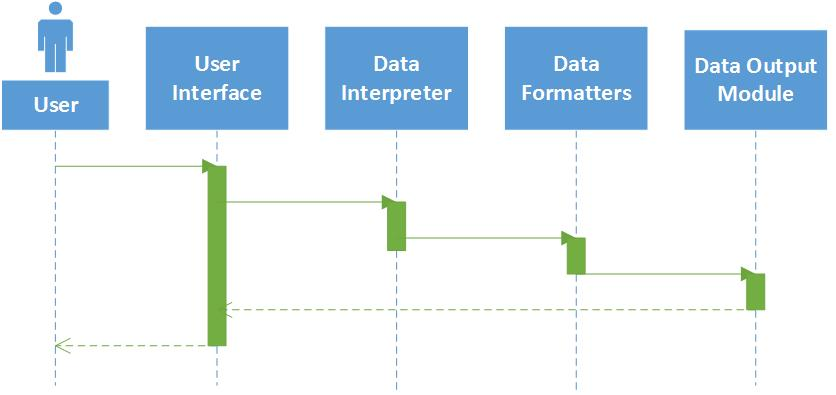 User
User
Interface
Data
Interpreter
Data
Formatters
Data Output
Module